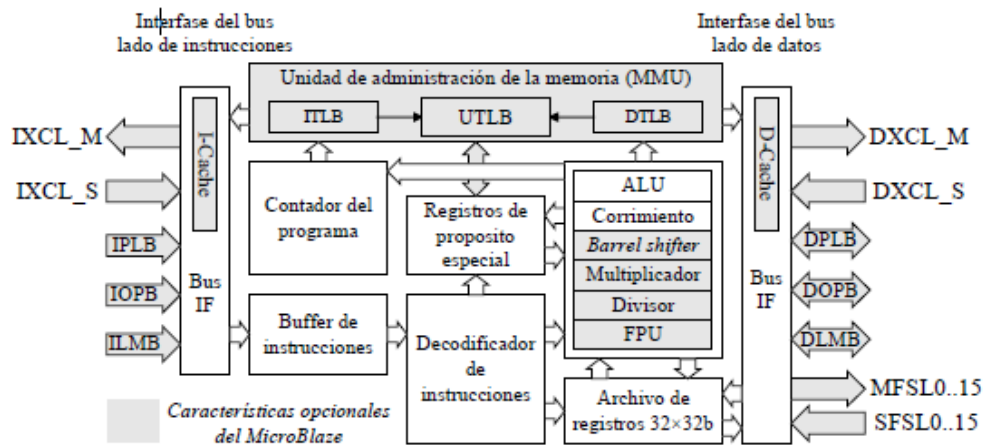 Interfase del bus
lado de instrucciones
Interfase del bus
lado de datos
Unidad de administración de la memoria (MMU)
ITLB
UTLB
DTLB
IXCL_M
IXCL_S
IPLB
IOPB
ILMB
I-Cache
Bus
IF
Contador del
programa
Registros de
proposito
especial
ALU
Corrimiento
Barrel shifter
Multiplicador
Divisor
FPU
Buffer de
instrucciones
Decodificador
de
instrucciones
Archivo de
registros 32×32b
D-Cache
Bus
IF
DXCL_M
DXCL_S
DPLB
DOPB
DLMB
MFSL0..15
SFSL0..15
Características opcionales
del MicroBlaze